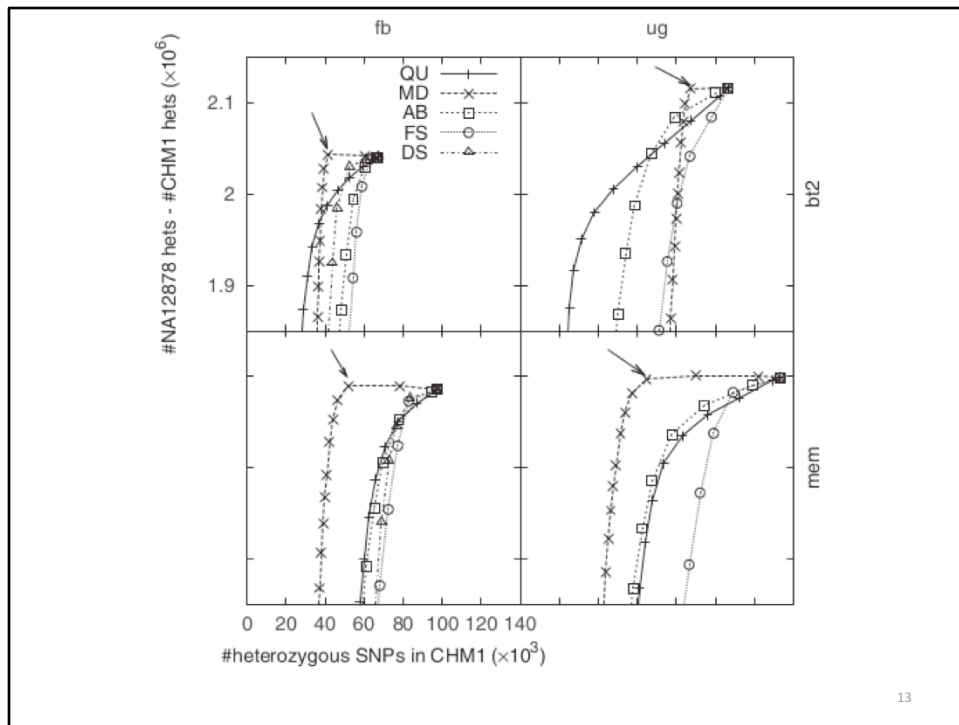 fb
ug
QU
MD
AB
FS
DS
#NA12878 hets - #CHM1 hets (×10⁶)
2.1
2
1.9
bt2
mem
0 20 40 60 80 100 120 140
#heterozygous SNPs in CHM1 (×10³)
13